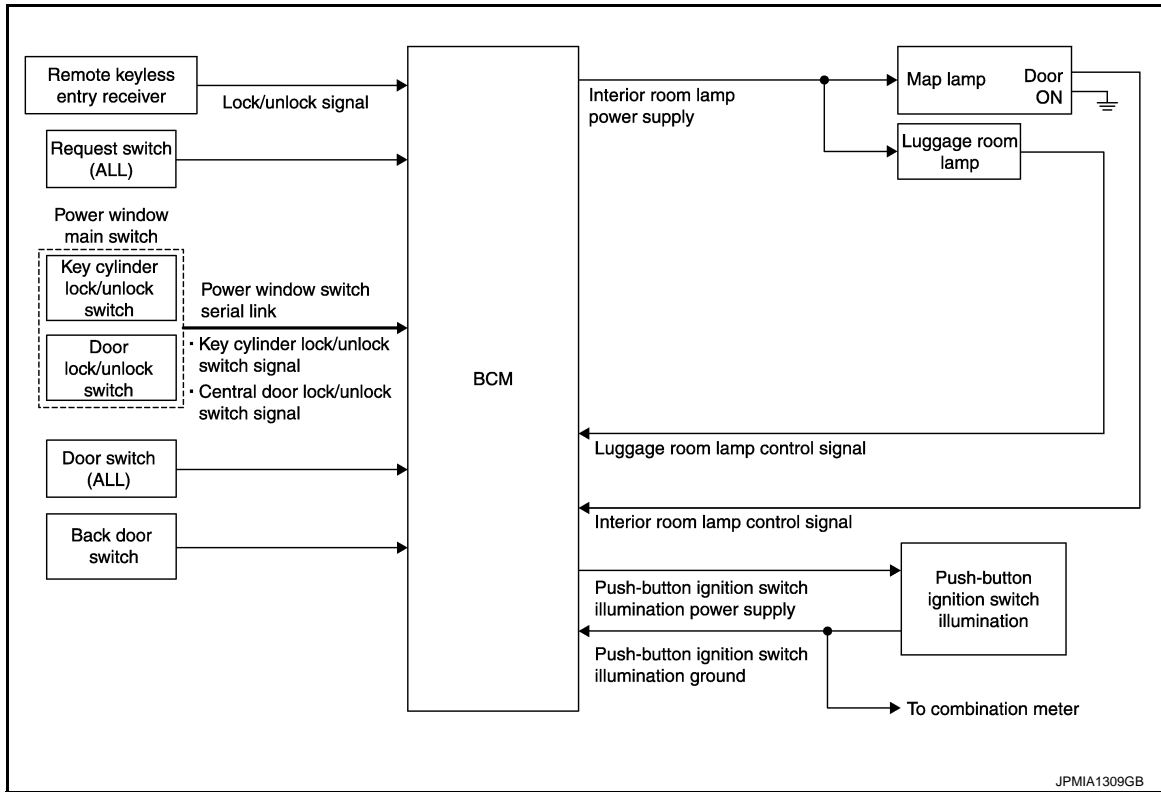 Remote keyless
entry receiver
Lock/unlock signal
Request switch
(ALL)
Power window
main switch
Key cylinder
lock/unlock
switch
Door
lock/unlock
switch
Power window switch
serial link
· Key cylinder lock/unlock
switch signal
· Central door lock/unlock
switch signal
Door switch
(ALL)
Back door
switch
BCM
Interior room lamp
power supply
Map lamp
Door
ON
Luggage room
lamp
Luggage room lamp control signal
Interior room lamp control signal
Push-button ignition switch
illumination power supply
Push-button ignition switch
illumination ground
Push-button
ignition switch
illumination
To combination meter
JPMIA1309GB